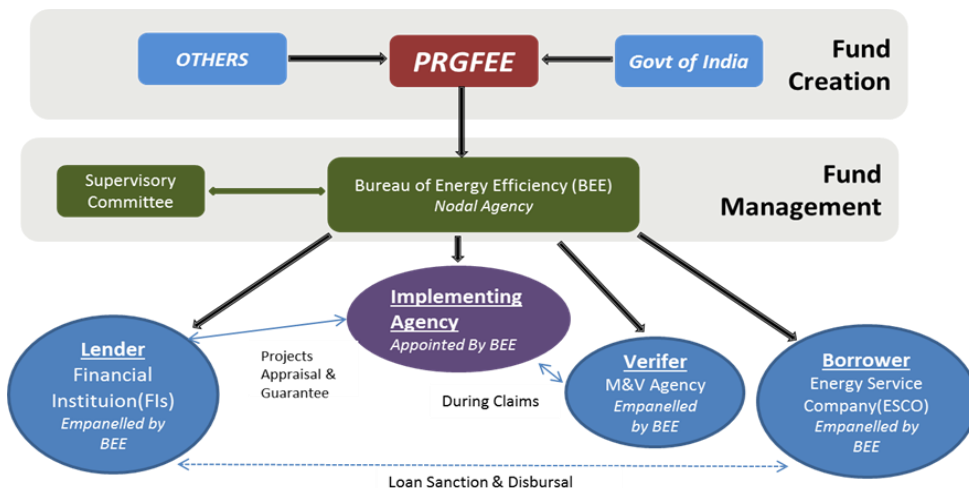 OTHERS
PRGFEE
Govt of India
Fund
Creation
Supervisory
Committee
Bureau of Energy Efficiency (BEE)
Nodal Agency
Fund
Management
Implementing
Agency
Appointed By BEE
Lender
Financial
Instituion(FIs)
Empanelled by
BEE
Projects
Appraisal &
Guarantee
During Claims
Verifer
M&V Agency
Empanelled
by BEE
Borrower
Energy Service
Company(ESCO)
Empanelled by
BEE
Loan Sanction & Disbursal